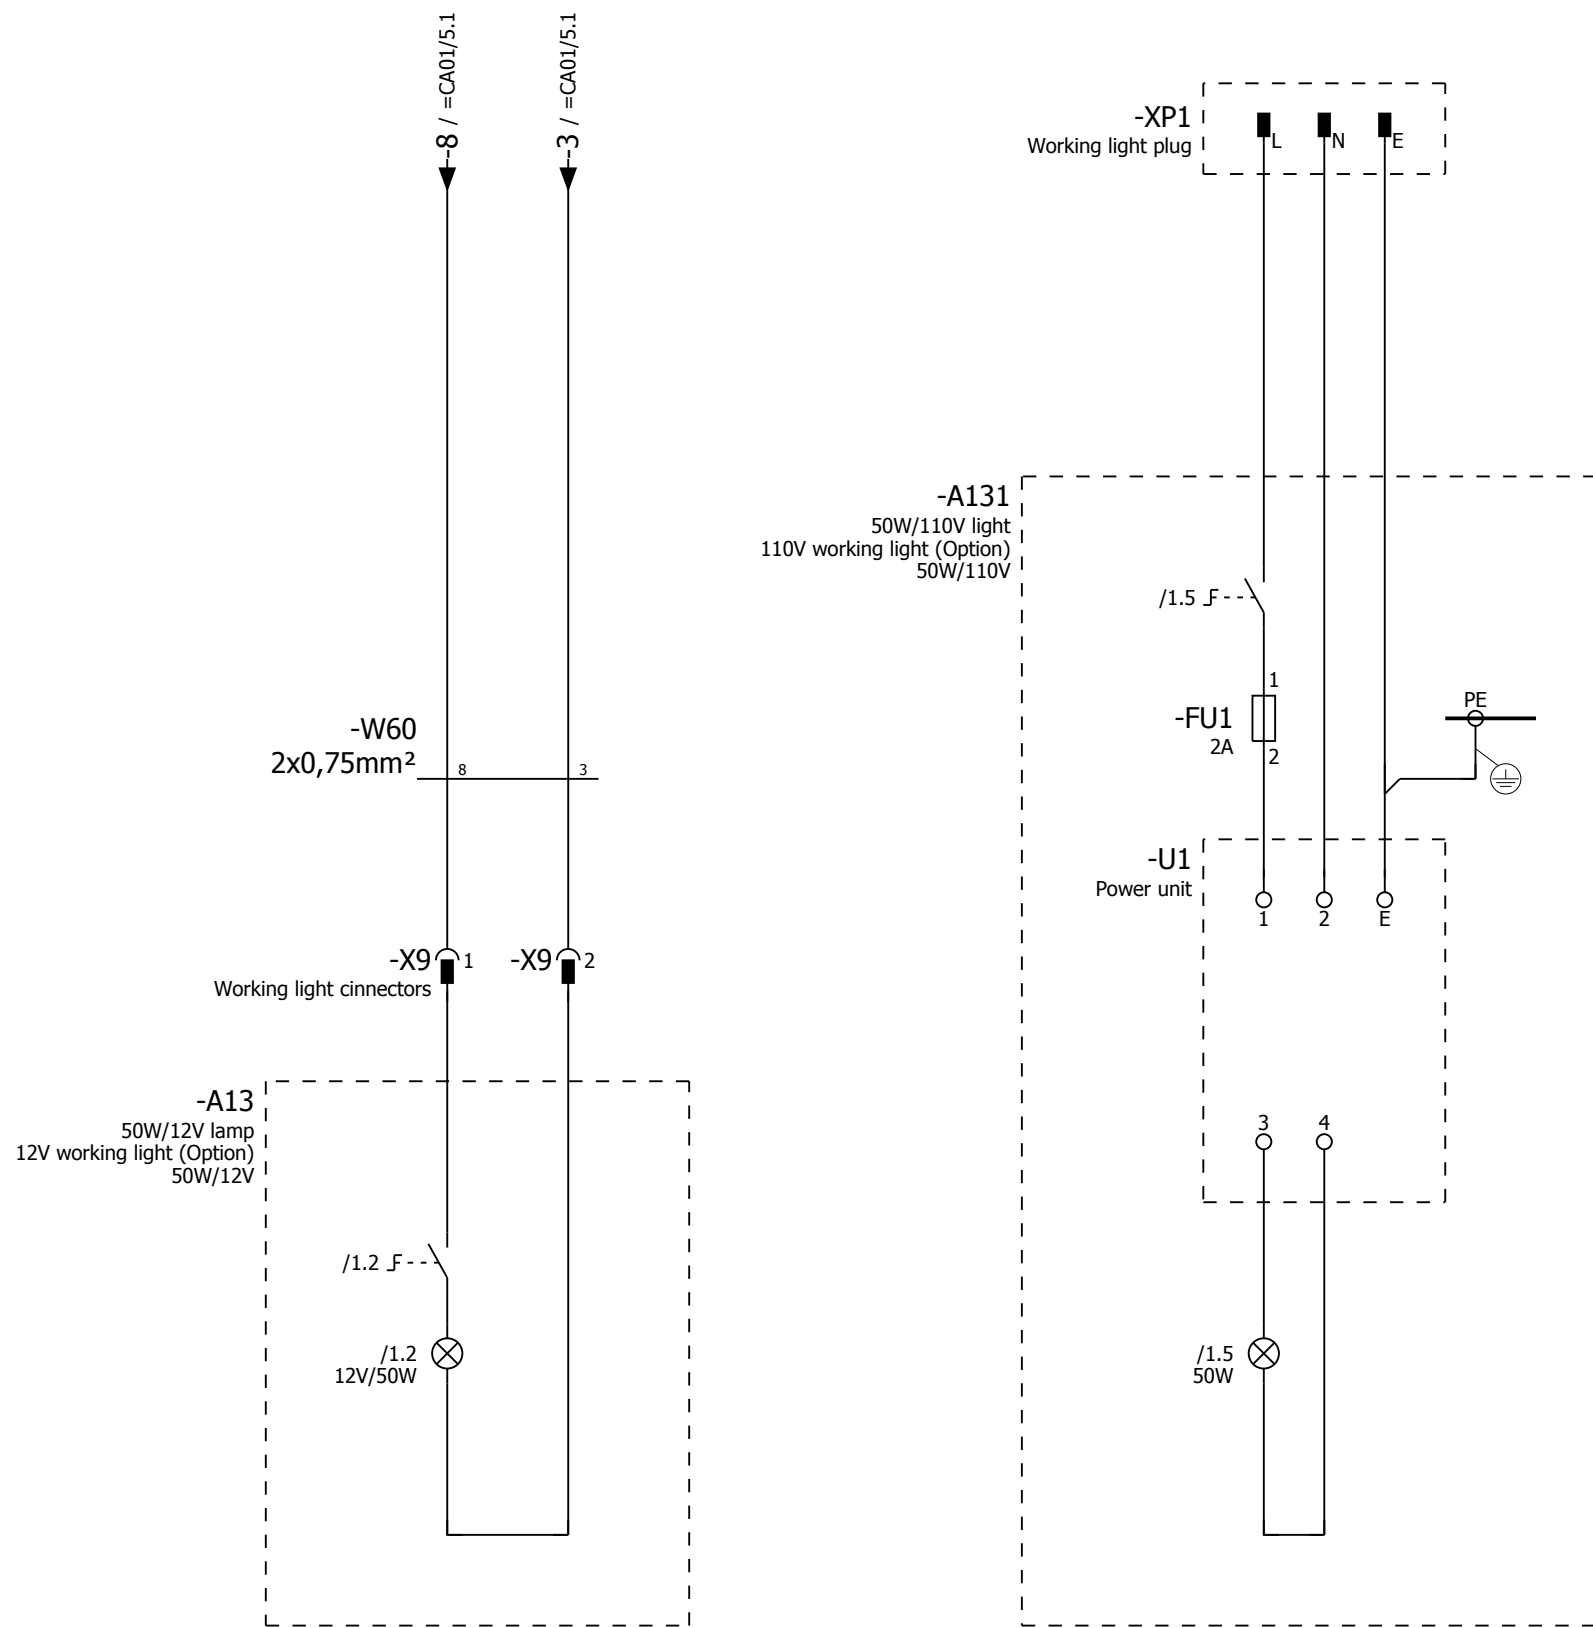 -8 / =CA01/5.1
-3 / =CA01/5.1
-XP1
Working light plug
L
N
E
-A131
50W/110V light
110V working light (Option)
50W/110V
/1.5
1
-FU1
2A
2
PE
-W60
2x0,75mm²
8
3
-U1
Power unit
1
2
E
-X9
1
-X9
2
Working light cinnectors
-A13
50W/12V lamp
12V working light (Option)
50W/12V
3
4
/1.2
/1.2
12V/50W
/1.5
50W